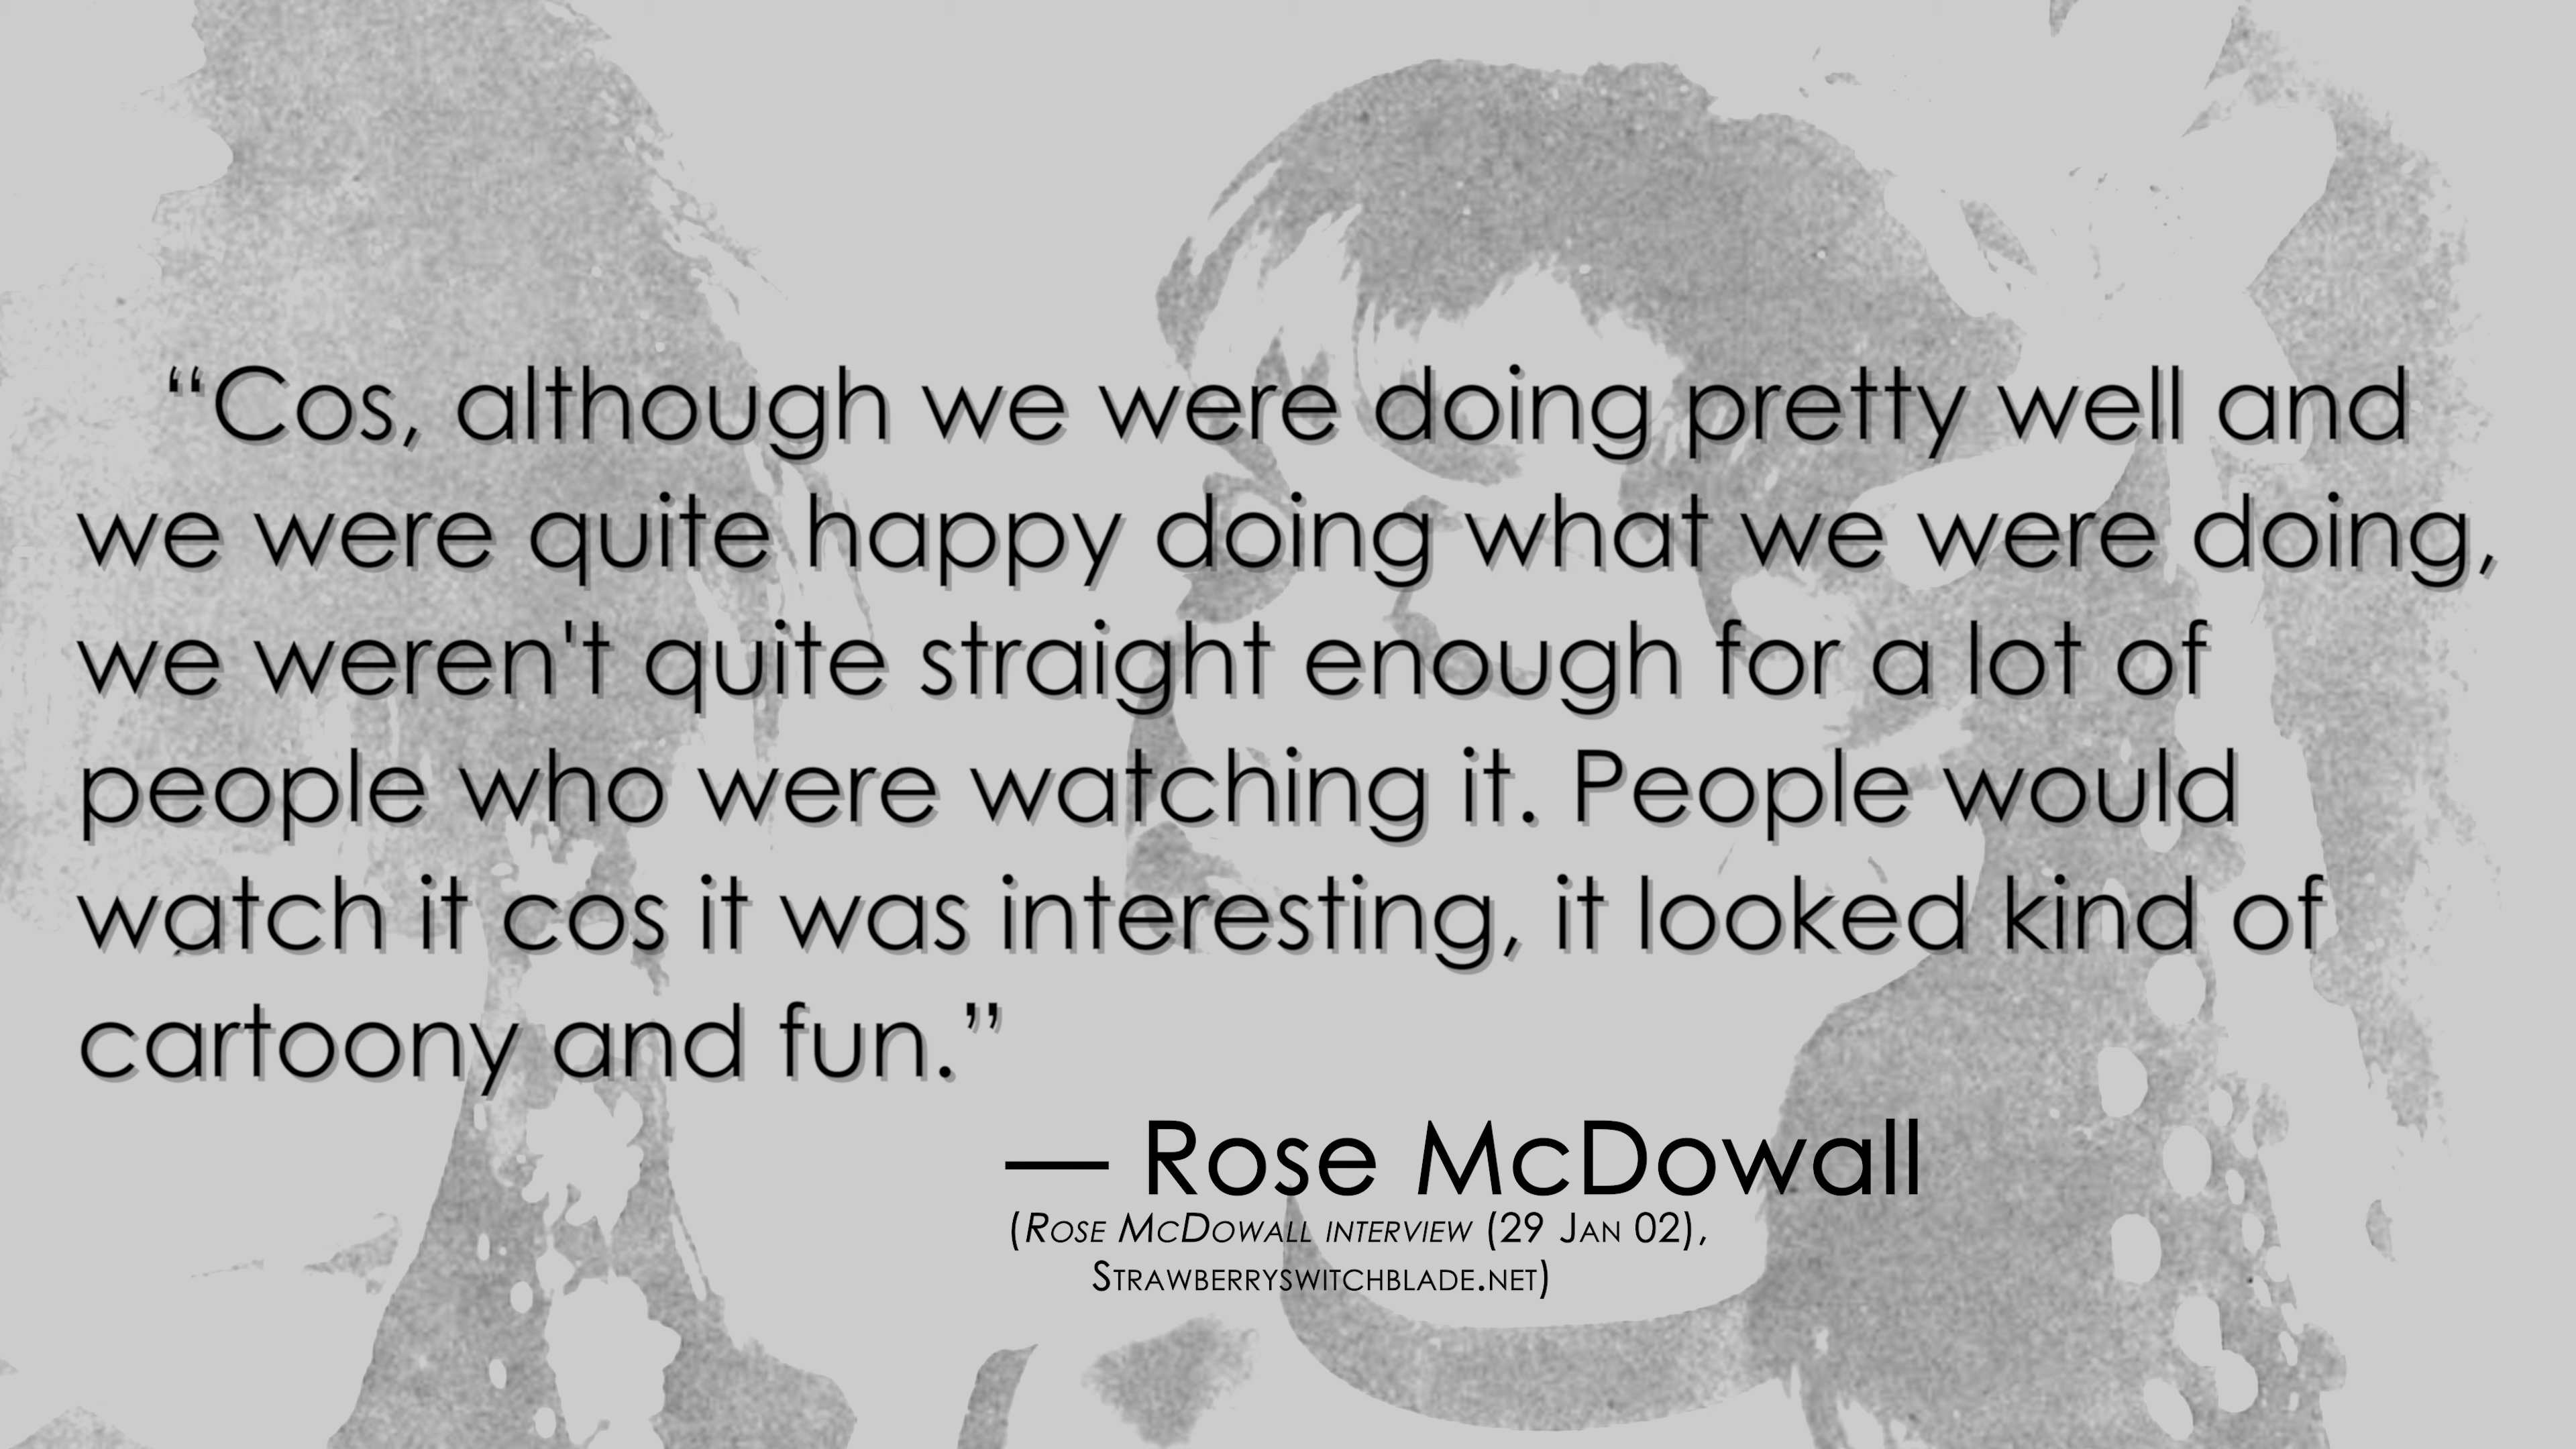 “Cos, although we were doing pretty well and
we were quite happy doing what we were doing,
we weren't quite straight enough for a lot of
people who were watching it. People would
watch it cos it was interesting, it looked kind of
cartoony and fun.”
— Rose McDowall
(Rose McDowall interview (29 Jan 02),
Strawberryswitchblade.net)